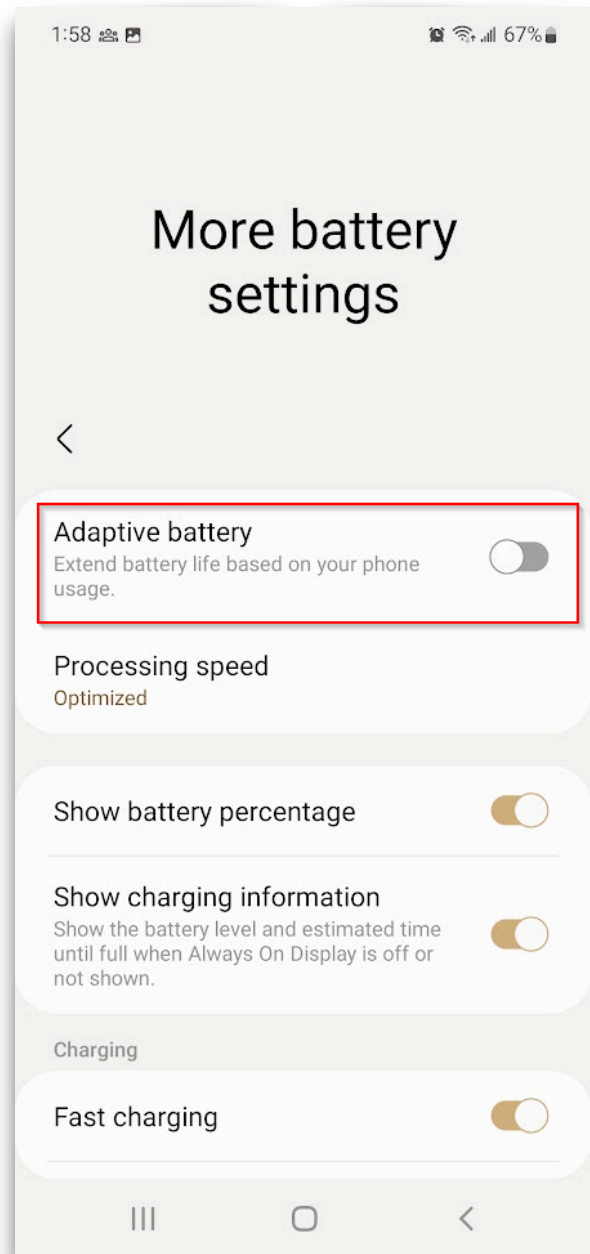 1:58 67%
More battery
settings
Adaptive battery
Extend battery life based on your phone
usage.
Processing speed
Optimized
Show battery percentage
Show charging information
Show the battery level and estimated time
until full when Always On Display is off or
not shown.
Charging
Fast charging